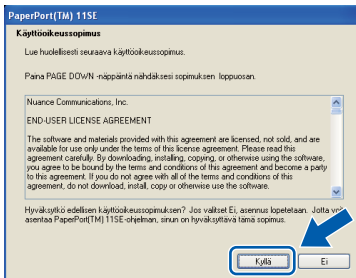 PaperPort(TM) 11SE
Käyttöoikeussopimus
Lue huolellisesti seuraava käyttöoikeussopimus.
Paina PAGE DOWN -näppäintä nähdäksesi sopimuksen loppuosan.
Nuance Communications, Inc.
END-USER LICENSE AGREEMENT
The software and materials provided with this agreement are licensed, not sold, and are
available for use only under the terms of this license agreement. Please read this
agreement carefully. By downloading, installing, copying, or otherwise using the software,
you agree to be bound by the terms and conditions of this agreement and become a party
to this agreement. If you do not agree with all of the terms and conditions of this
agreement, do not download, install, copy or otherwise use the software.
Hyväksytkö edellisen käyttöoikeussopimuksen? Jos valitset Ei, asennus lopetetaan. Jotta voit
asentaa PaperPort(TM) 11SE-ohjelman, sinun on hyväksyttävä tämä sopimus.
Kyllä
Ei